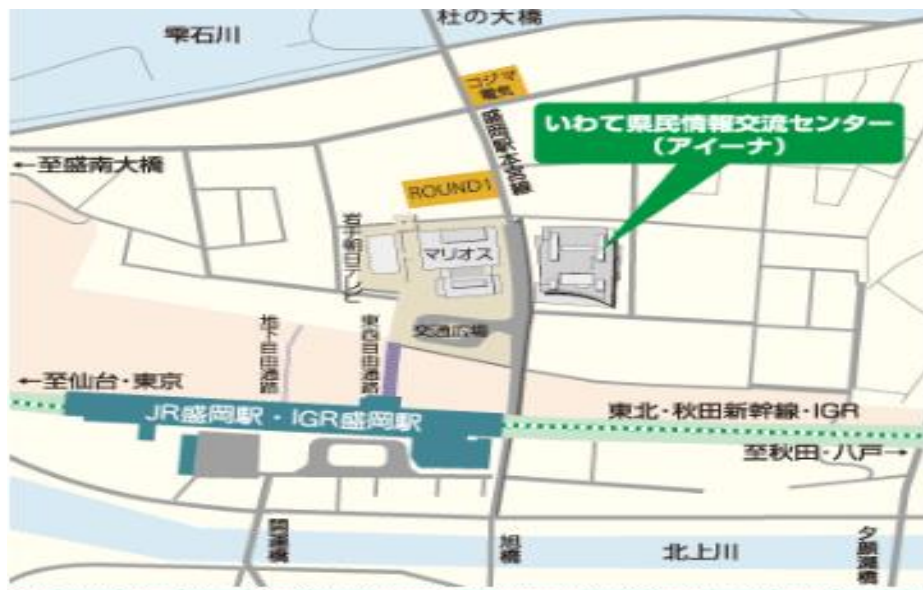 杜の大橋
雫石川
コジマ
電気
いわて県民情報交流センター
（アイーナ）
盛岡駅本宮線
←至盛南大橋
ROUND1
岩手朝日テレビ
マリオス
交通広場
地下自由通路
東西自由通路
←至仙台・東京
JR盛岡駅・IGR盛岡駅
東北・秋田新幹線・IGR
至秋田・八戸→
開運橋
旭橋
北上川
夕顔瀬橋